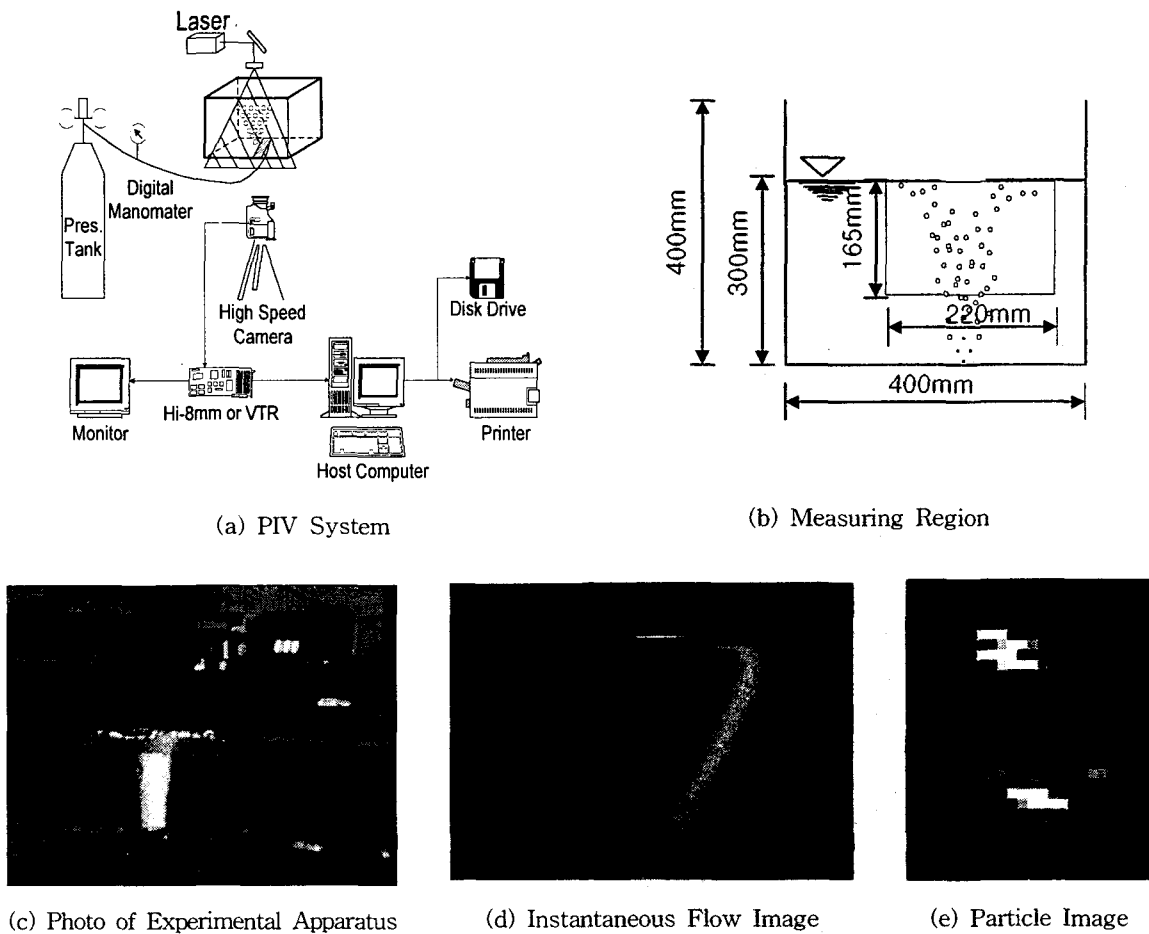 Laser
Digital
Manomater
Pres.
Tank
High Speed
Camera
Disk Drive
Monitor
Hi-8mm or VTR
Host Computer
Printer
(a) PIV System
400mm
300mm
165mm
220mm
400mm
(b) Measuring Region
(c) Photo of Experimental Apparatus
(d) Instantaneous Flow Image
(e) Particle Image